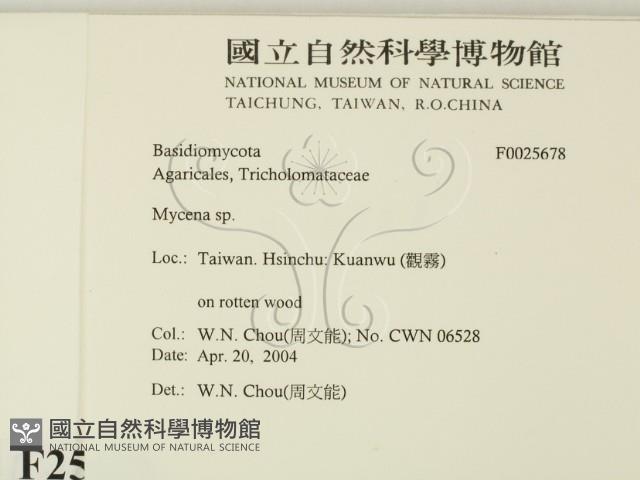 國立自然科學博物館
NATIONAL MUSEUM OF NATURAL SCIENCE
TAICHUNG, TAIWAN, R.O.CHINA
Basidiomycota F0025678
Agaricales, Tricholomataceae
Mycena sp.
Loc.: Taiwan. Hsinchu: Kuanwu (觀霧)
on rotten wood
Col.: W.N. Chou(周文能); No. CWN 06528
Date: Apr. 20, 2004
Det.: W.N. Chou(周文能)
國立自然科學博物館
NATIONAL MUSEUM OF NATURAL SCIENCE
F25